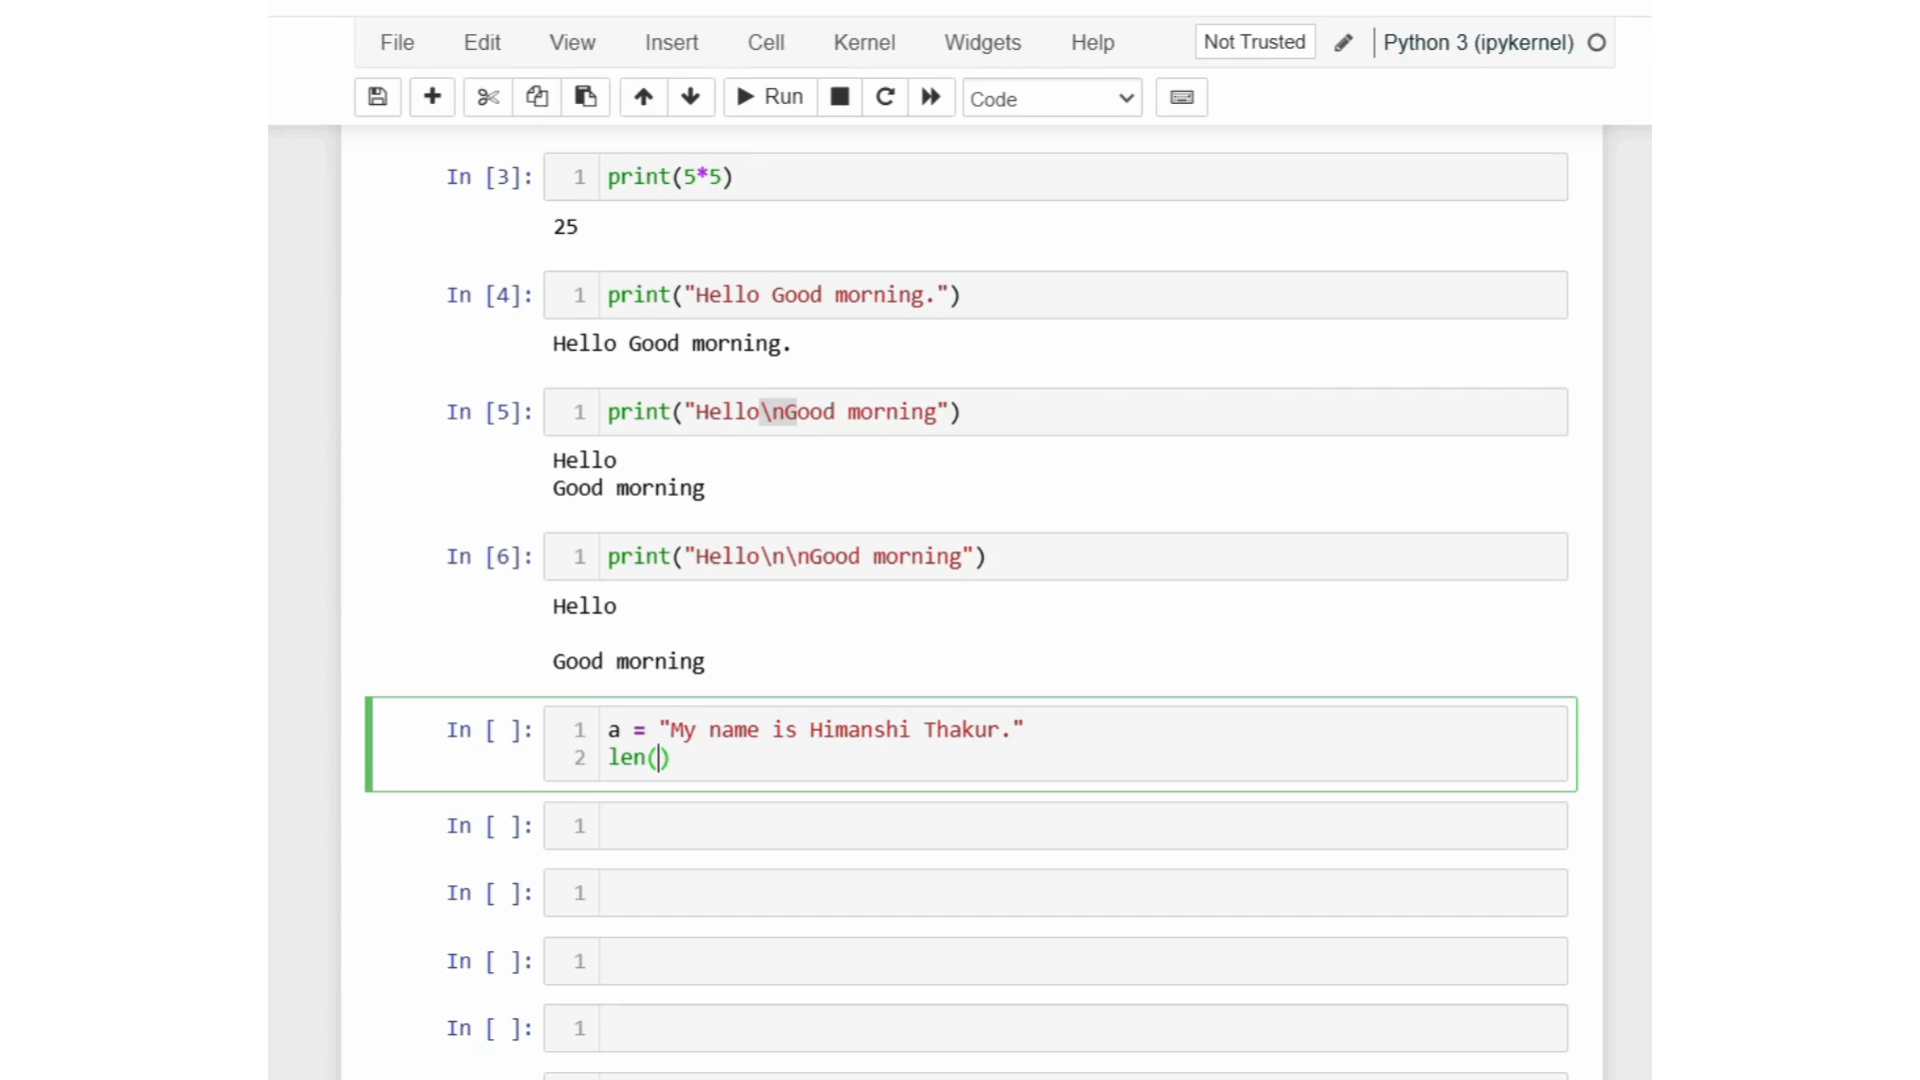 File Edit View Insert Cell Kernel Widgets Help Not Trusted Python 3 (ipykernel)
Run Code
In [3]: 1 print(5*5)
25
In [4]: 1 print("Hello Good morning.")
Hello Good morning.
In [5]: 1 print("Hello\nGood morning")
Hello
Good morning
In [6]: 1 print("Hello\n\nGood morning")
Hello
Good morning
In [ ]: 1 a = "My name is Himanshi Thakur."
2 len()
In [ ]: 1
In [ ]: 1
In [ ]: 1
In [ ]: 1